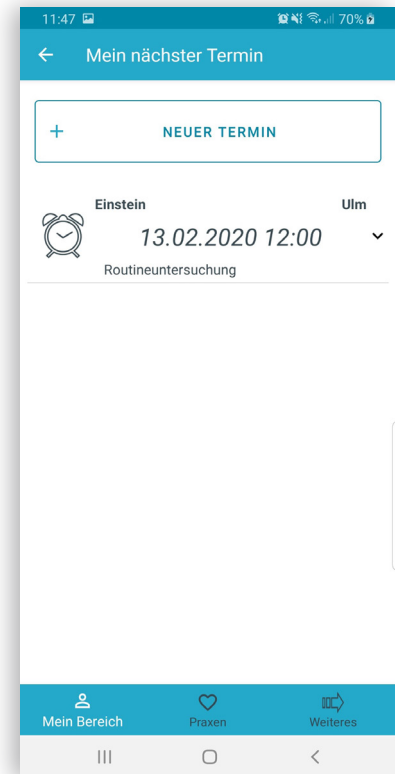 11:47 70%
Mein nächster Termin
+ NEUER TERMIN
Einstein Ulm
13.02.2020 12:00
Routineuntersuchung
Mein Bereich Praxen Weiteres